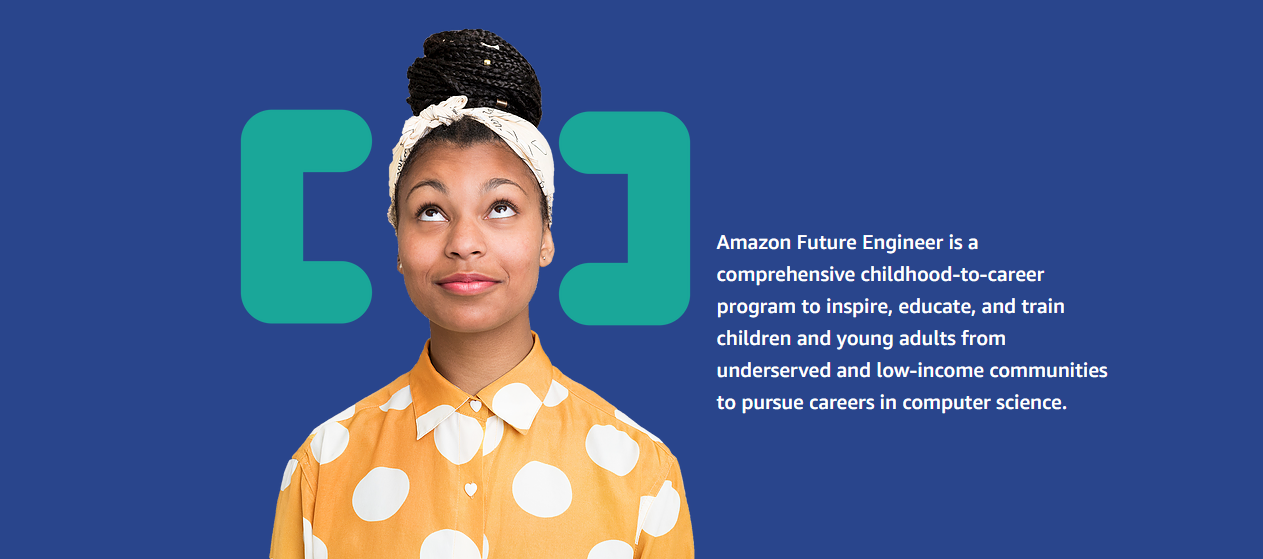 Amazon Future Engineer is a
comprehensive childhood-to-career
program to inspire, educate, and train
children and young adults from
underserved and low-income communities
to pursue careers in computer science.